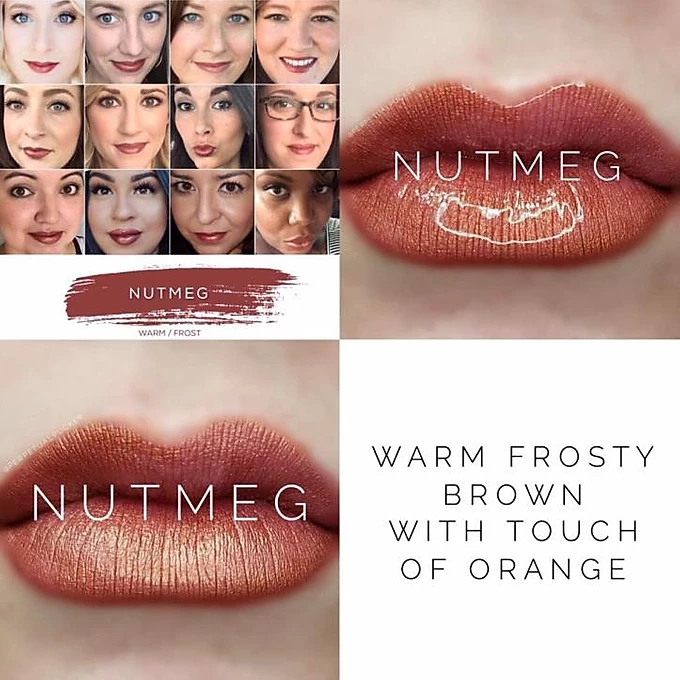 NUTMEG
WARM / FROST
NUTMEG
NUTMEG
WARM FROSTY
BROWN
WITH TOUCH
OF ORANGE